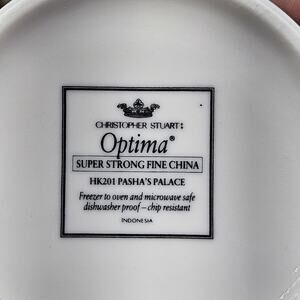 CHRISTOPHER STUART:
Optima®
SUPER STRONG FINE CHINA
HK201 PASHA'S PALACE
Freezer to oven and microwave safe
dishwasher proof – chip resistant
INDONESIA